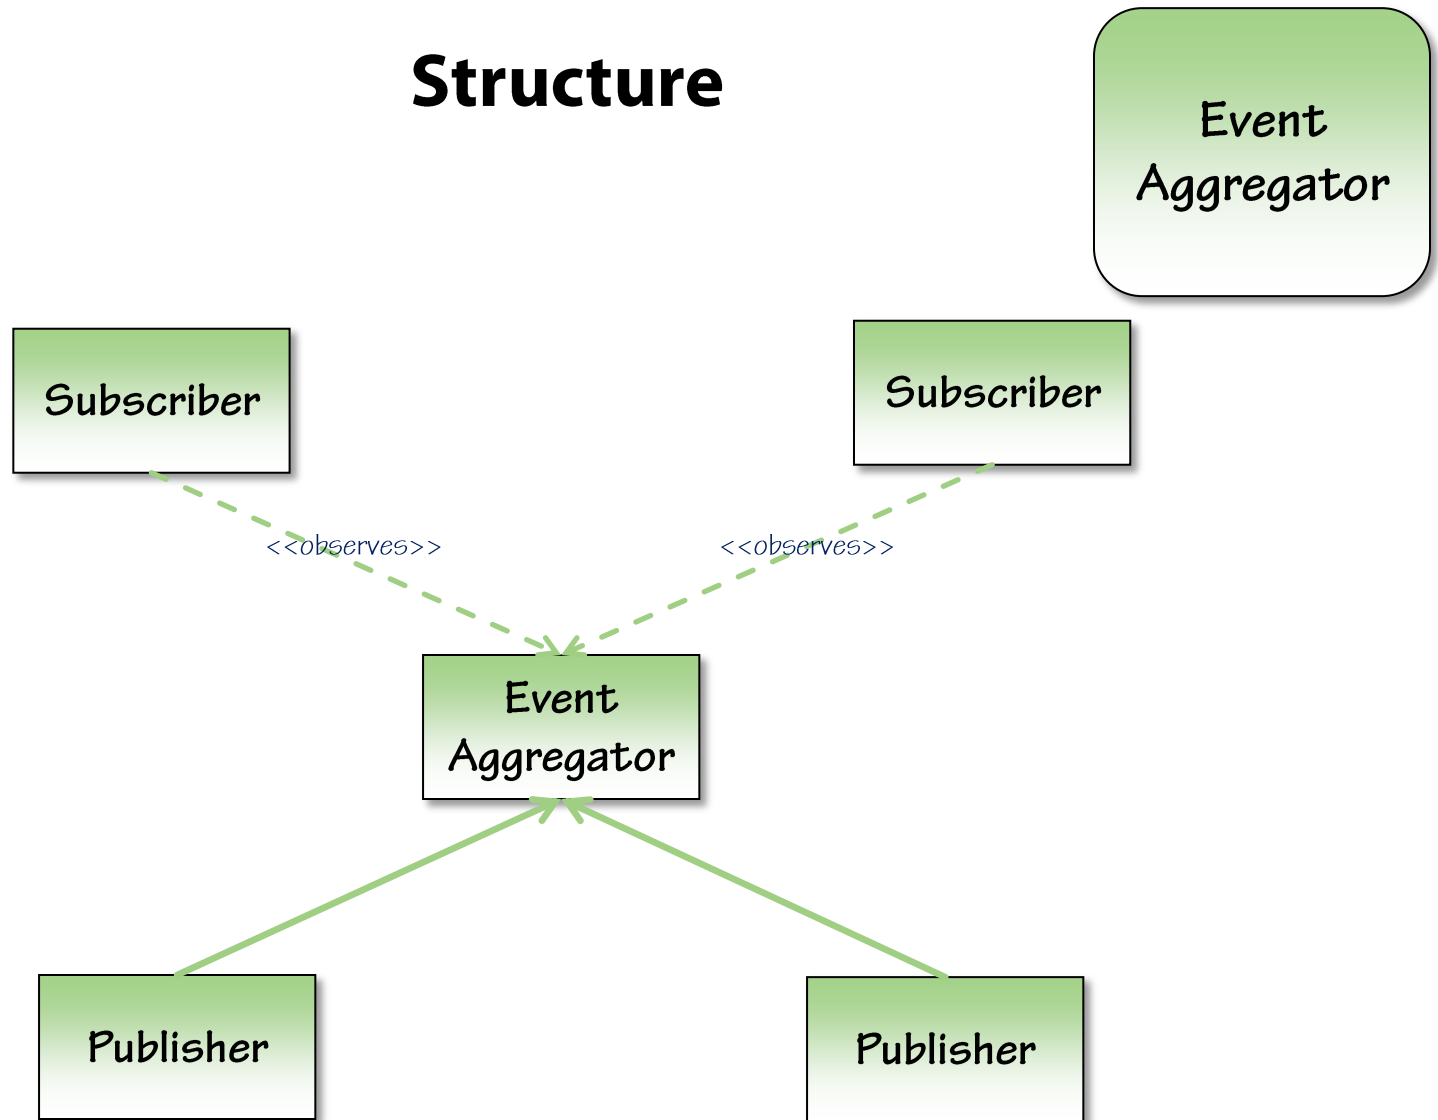 Structure
Event
Aggregator
Subscriber
Subscriber
<<observes>>
<<observes>>
Event
Aggregator
Publisher
Publisher